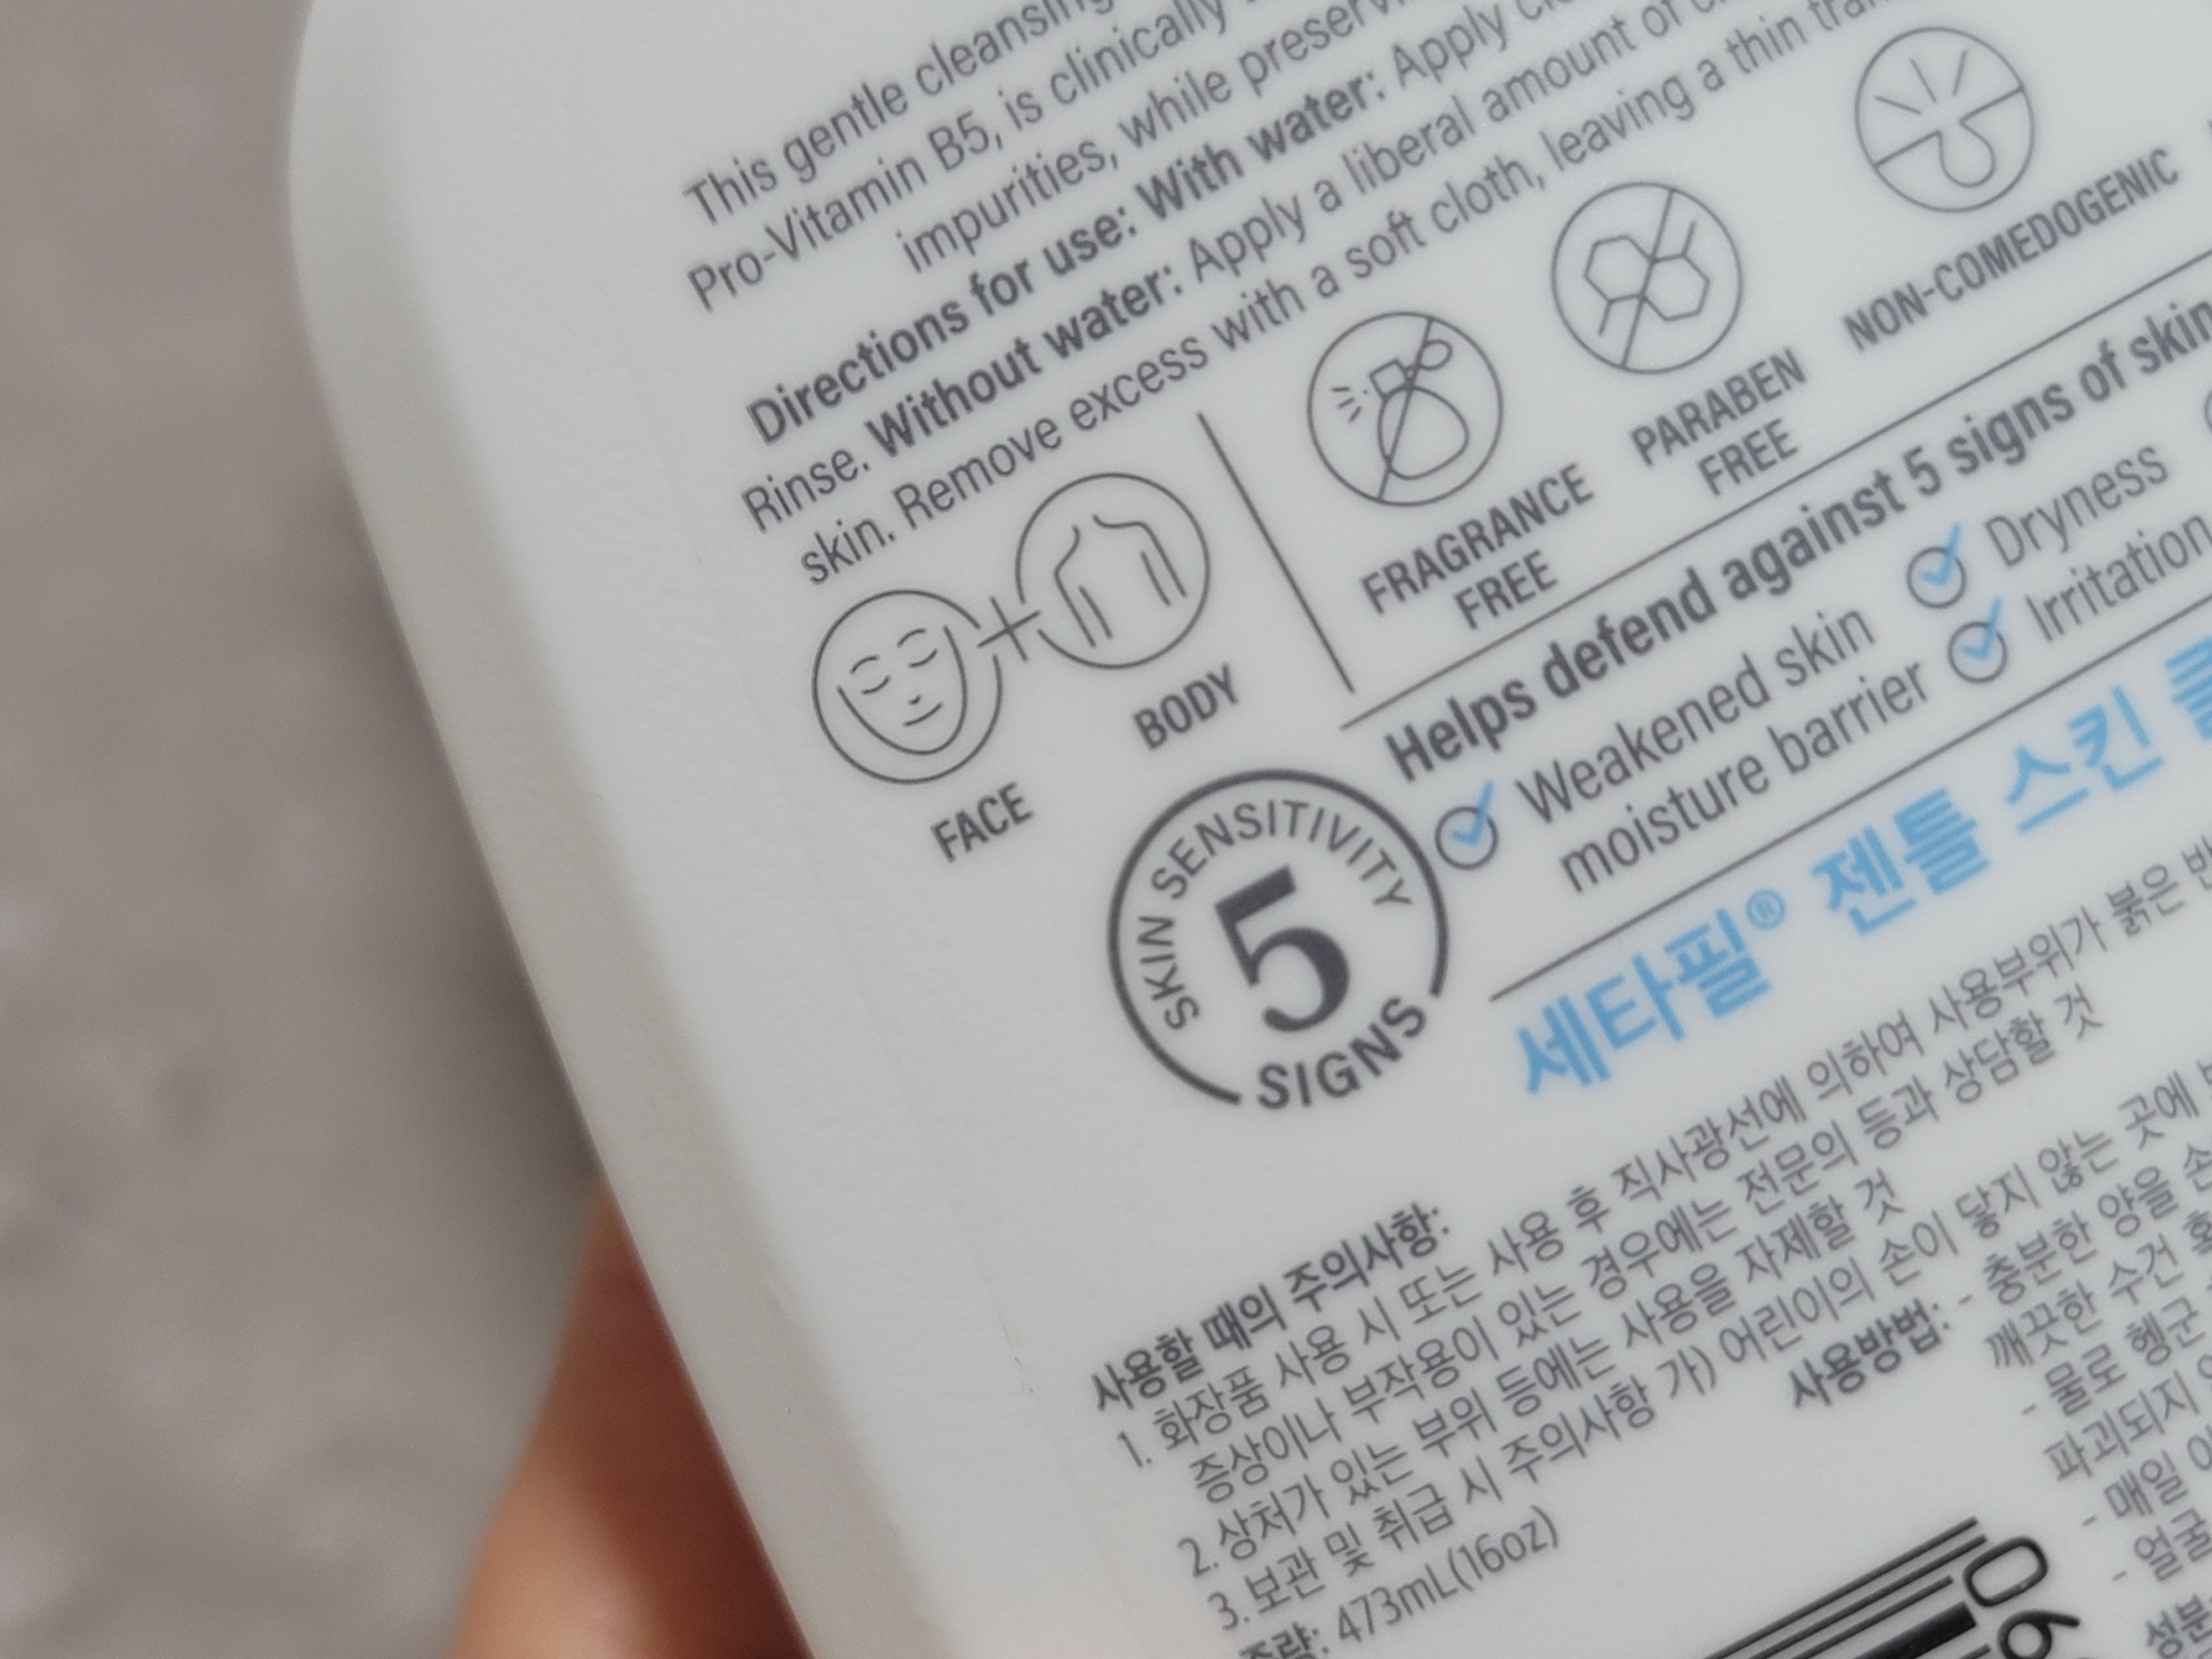 This gentle cleansing
Pro-Vitamin B5, is clinically
impurities, while
Directions for use: With water: Apply
Rinse. Without water: Apply a liberal amount of
skin. Remove excess with a soft cloth, leaving a thin
FACE
BODY
FRAGRANCE
FREE
PARABEN
FREE
NON-COMEDOGENIC
SKIN SENSITIVITY
5
SIGNS
Helps defend against 5 signs of skin
Weakened skin
moisture barrier
Dryness
Irritation
세타필® 젠틀 스킨
사용할 때의 주의사항:
1. 화장품 사용 시 또는 사용 후 직사광선에 의하여 사용부위가 붉은
증상이나 부작용이 있는 경우에는 전문의 등과 상담할 것
2. 상처가 있는 부위 등에는 사용을 자제할 것
3. 보관 및 취급 시 주의사항 가) 어린이의 손이 닿지 않는 곳에
용량: 473mL(16oz)
사용방법: - 충분한 양을 손
깨끗한 수건
- 물로 헹군
파괴되지
- 매일
- 얼굴
성분
06